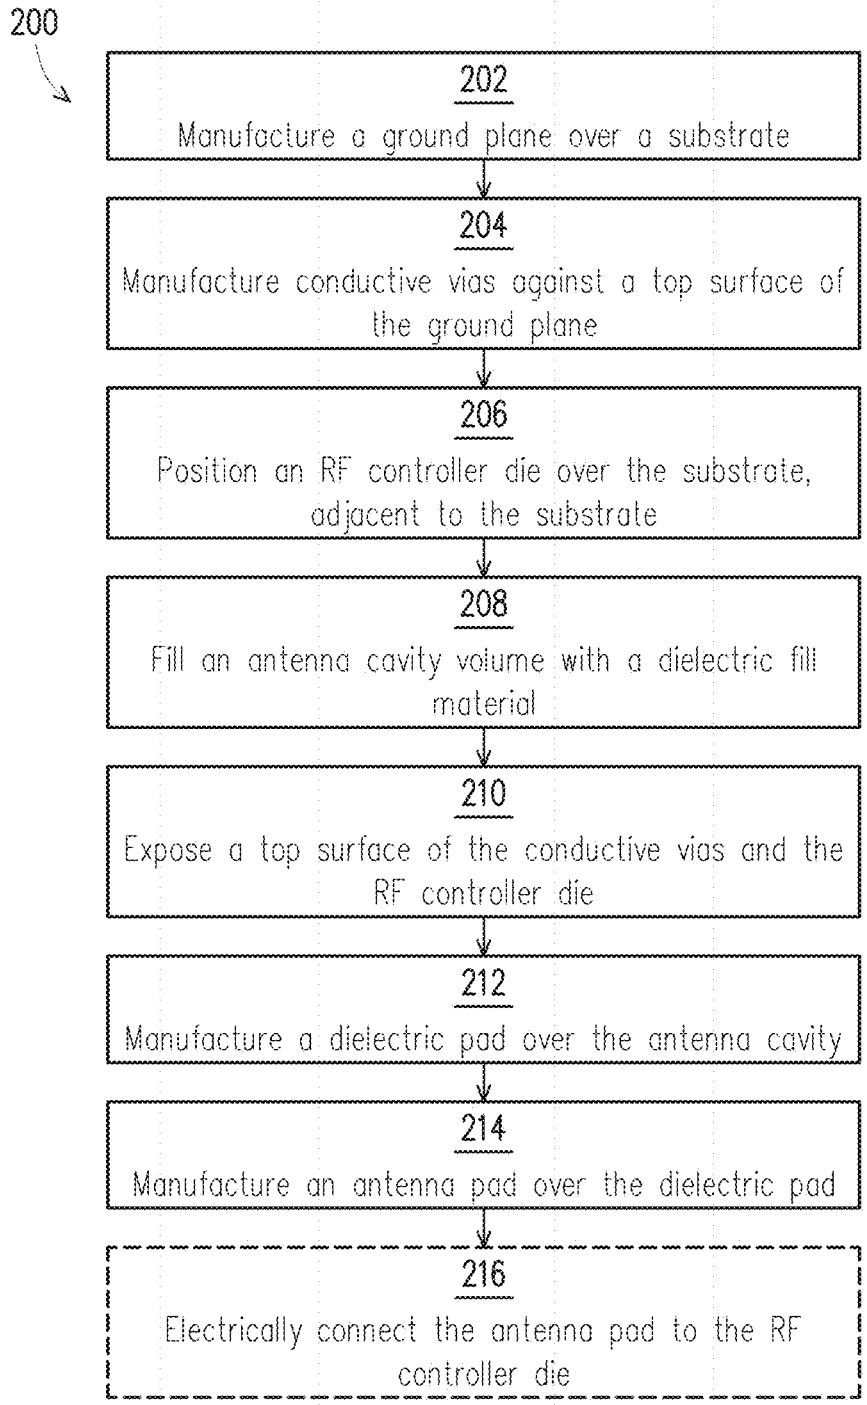 200
202
Manufacture a ground plane over a substrate
204
Manufacture conductive vias against a top surface of
the ground plane
206
Position an RF controller die over the substrate,
adjacent to the substrate
208
Fill an antenna cavity volume with a dielectric fill
material
210
Expose a top surface of the conductive vias and the
RF controller die
212
Manufacture a dielectric pad over the antenna cavity
214
Manufacture an antenna pad over the dielectric pad
216
Electrically connect the antenna pad to the RF
controller die